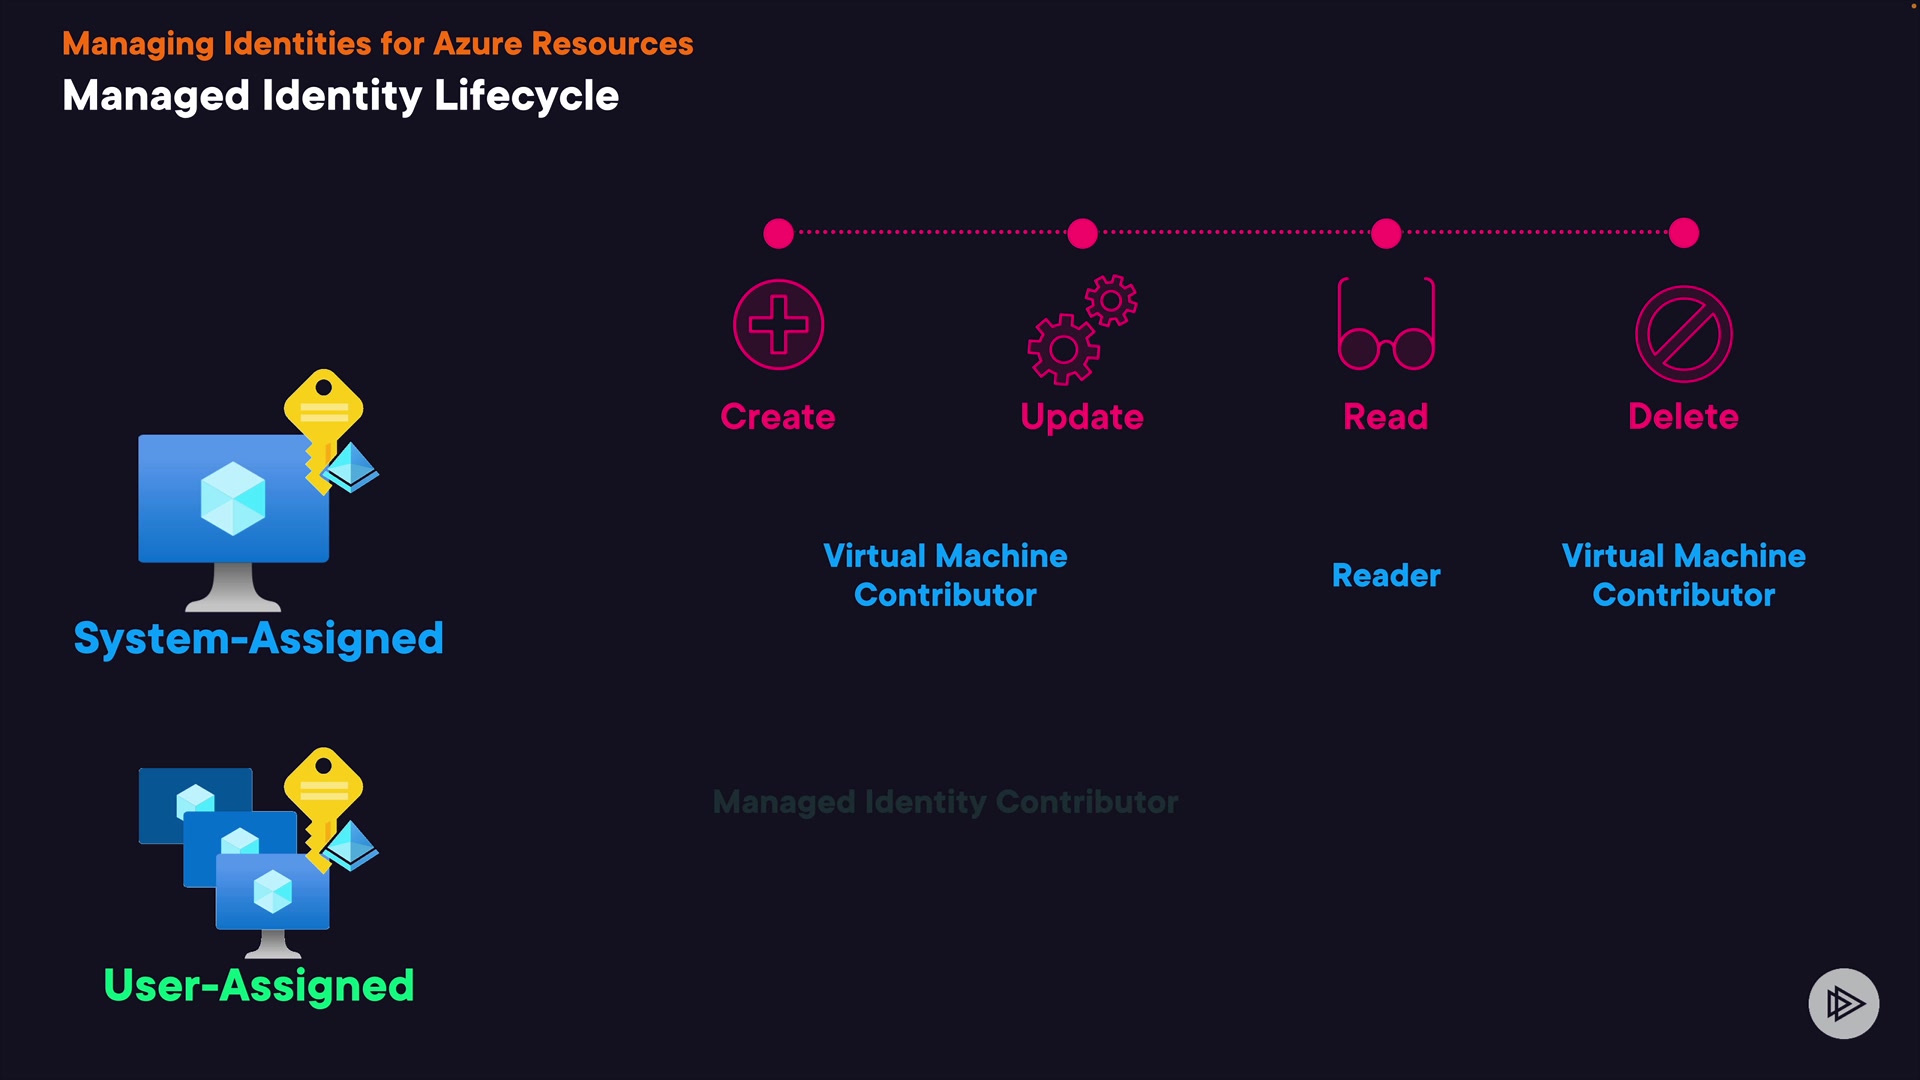 Managing Identities for Azure Resources
Managed Identity Lifecycle
Create
Update
Read
Delete
System-Assigned
Virtual Machine
Contributor
Reader
Virtual Machine
Contributor
User-Assigned
Managed Identity Contributor